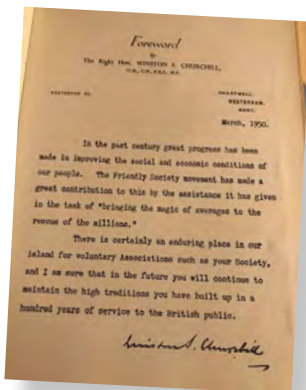 Foreword
by
The Right Hon. WINSTON S. CHURCHILL,
O.M., C.H., F.R.S., M.P.
CHARTWELL,
WESTERHAM,
KENT.
March, 1950.
In the past century great progress has been
made in improving the social and economic conditions of
our people. The Friendly Society movement has made a
great contribution to this by the assistance it has given
in the task of "bringing the magic of averages to the
rescue of the millions."
There is certainly an enduring place in our
island for voluntary Associations such as your Society,
and I am sure that in the future you will continue to
maintain the high traditions you have built up in a
hundred years of service to the British public.
Winston S. Churchill